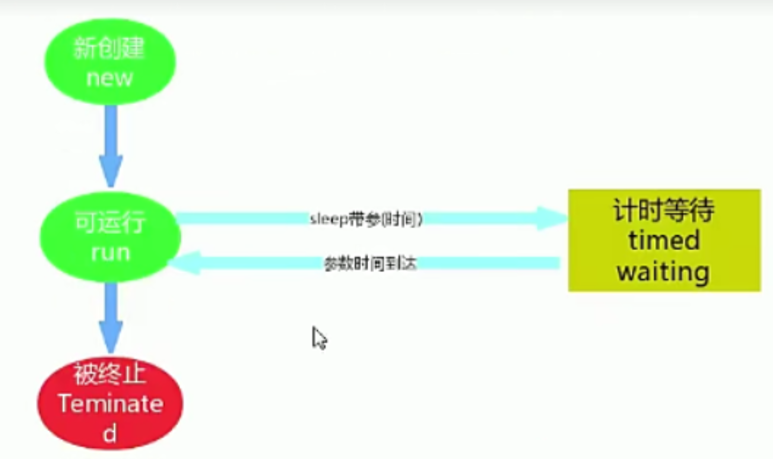 新创建
new
可运行
run
sleep带参(时间)
参数时间到达
计时等待
timed
waiting
被终止
Teminate
d